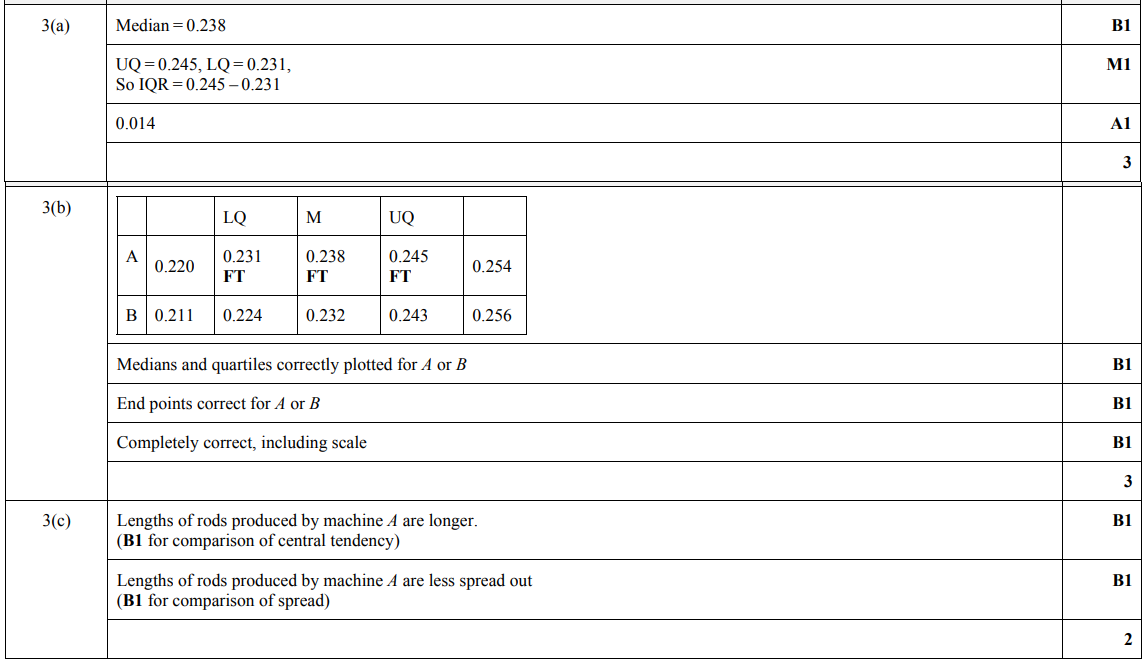 3(a) Median = 0.238 B1
UQ = 0.245, LQ = 0.231, M1
So IQR = 0.245 – 0.231
0.014 A1
3
3(b)
LQ M UQ
A 0.220 0.231 FT 0.238 FT 0.245 FT 0.254
B 0.211 0.224 0.232 0.243 0.256
Medians and quartiles correctly plotted for A or B B1
End points correct for A or B B1
Completely correct, including scale B1
3
3(c) Lengths of rods produced by machine A are longer. B1
(B1 for comparison of central tendency)
Lengths of rods produced by machine A are less spread out B1
(B1 for comparison of spread)
2